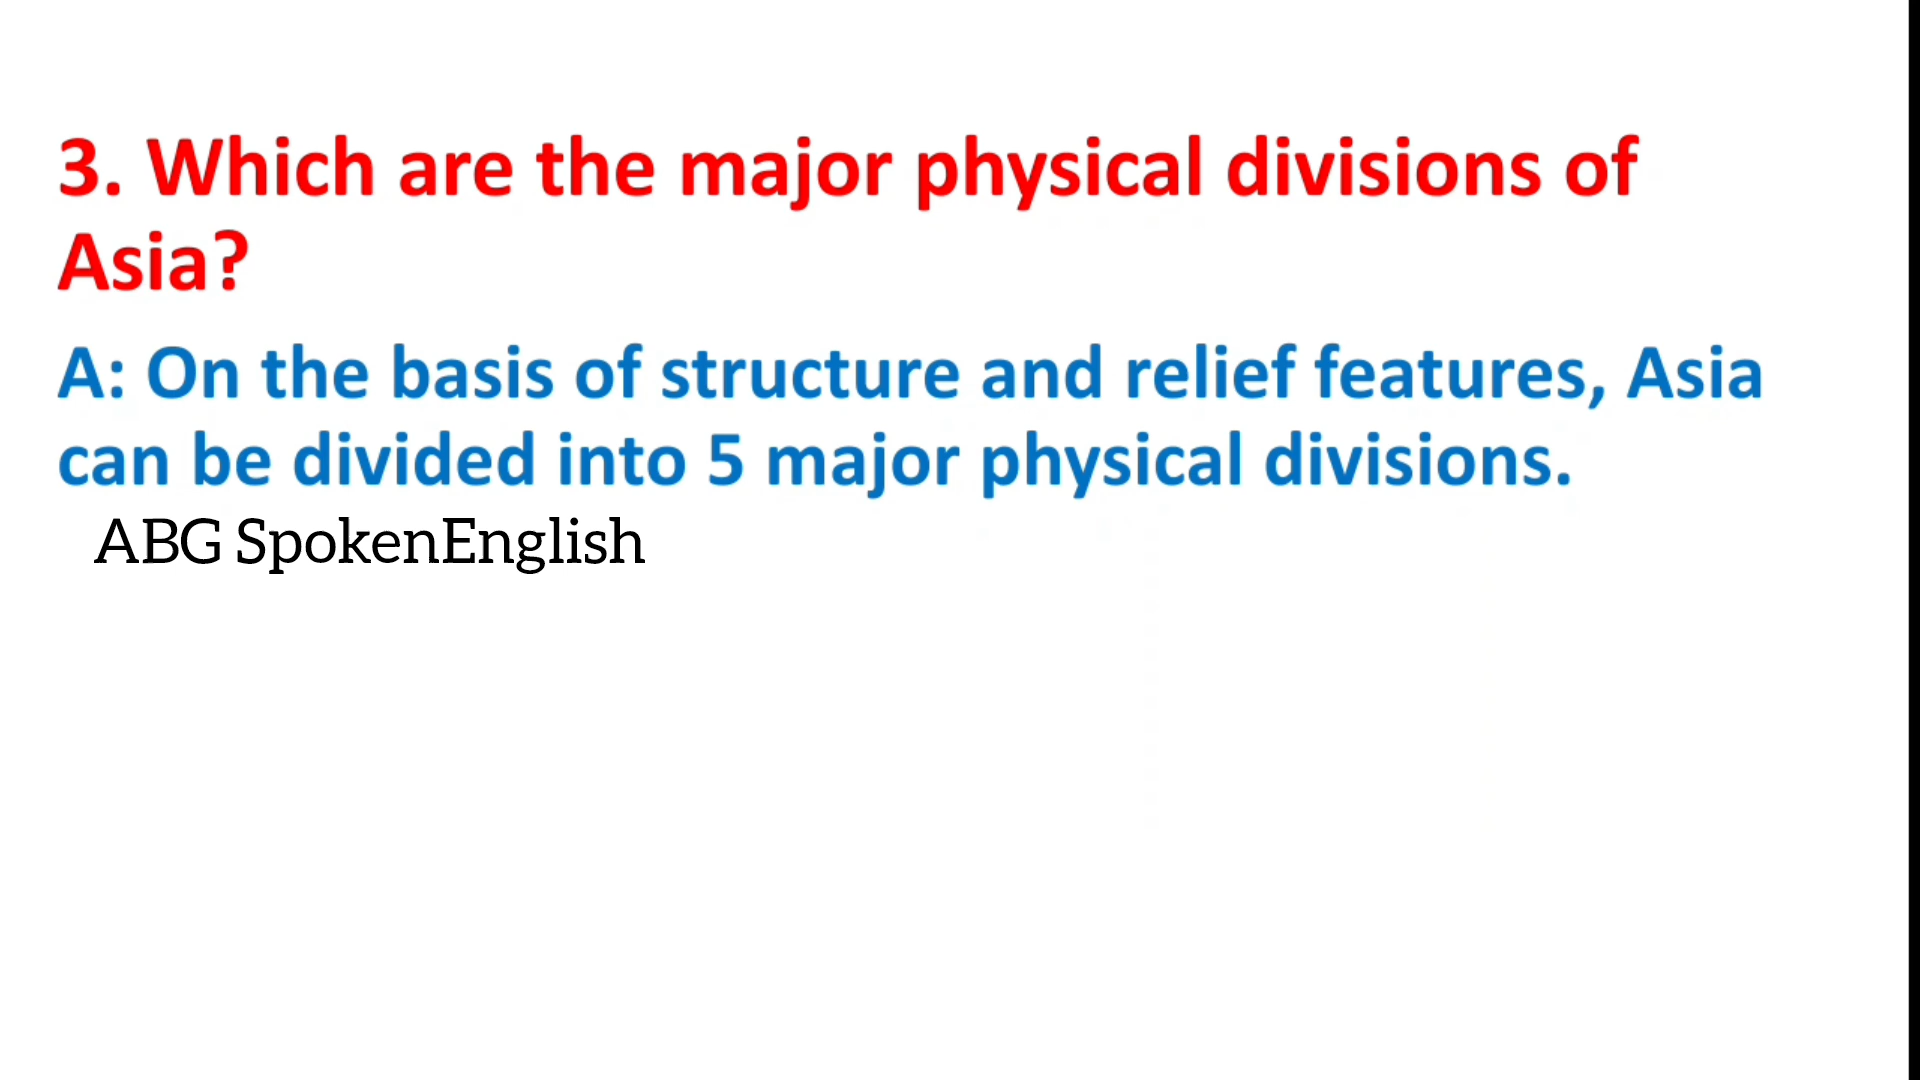 3. Which are the major physical divisions of
Asia?
A: On the basis of structure and relief features, Asia
can be divided into 5 major physical divisions.
ABG SpokenEnglish